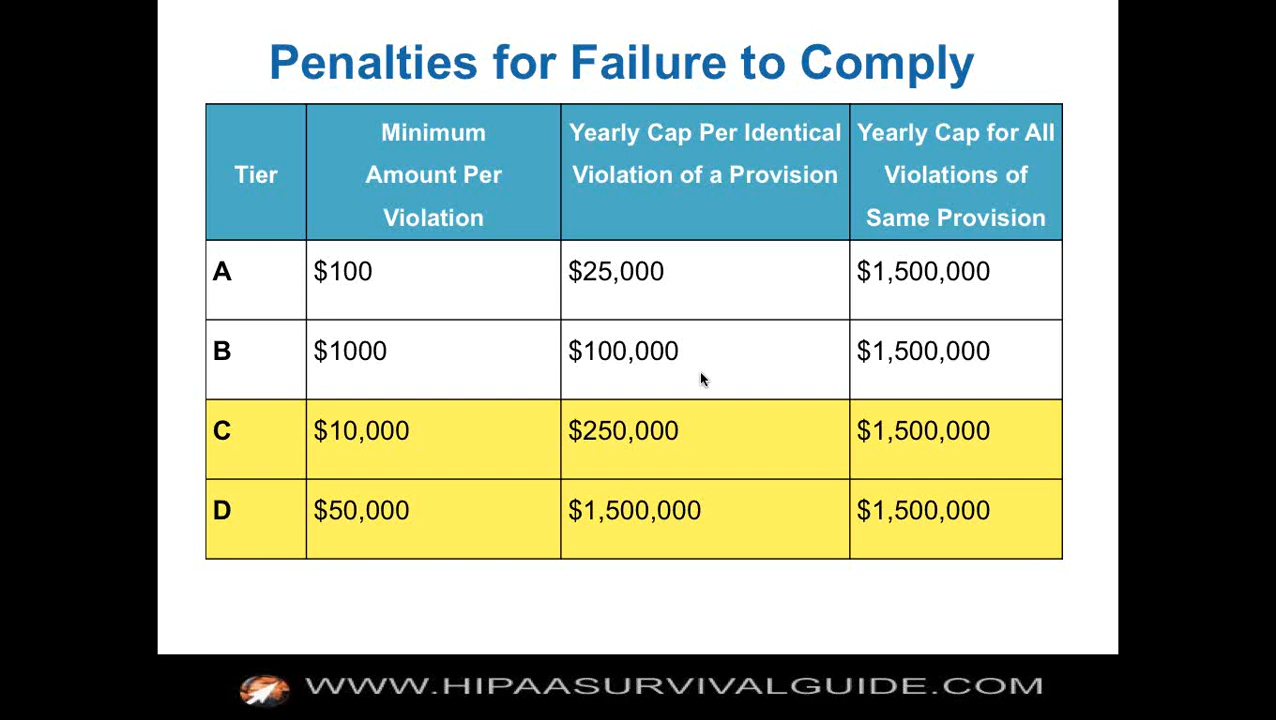 Penalties for Failure to Comply
Tier
Minimum
Amount Per
Violation
Yearly Cap Per Identical
Violation of a Provision
Yearly Cap for All
Violations of
Same Provision
A $100 $25,000 $1,500,000
B $1000 $100,000 $1,500,000
C $10,000 $250,000 $1,500,000
D $50,000 $1,500,000 $1,500,000
WWW.HIPAASURVIVALGUIDE.COM